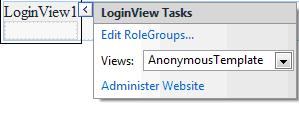 LoginView1
LoginView Tasks
Edit RoleGroups...
Views: AnonymousTemplate
Administer Website